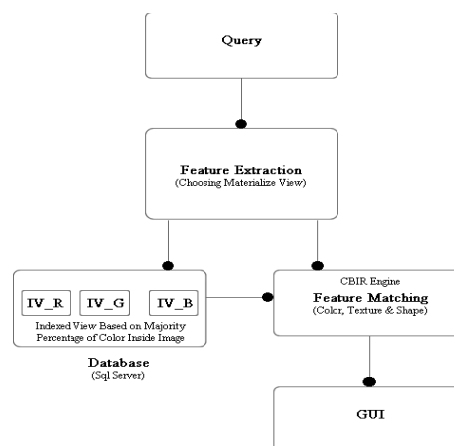 Query
Feature Extraction
(Choosing Materialize View)
CBIR Engine
Feature Matching
(Color, Texture & Shape)
IV_R IV_G IV_B
Indexed View Based on Majority
Percentage of Color Inside Image
Database
(Sql Server)
GUI